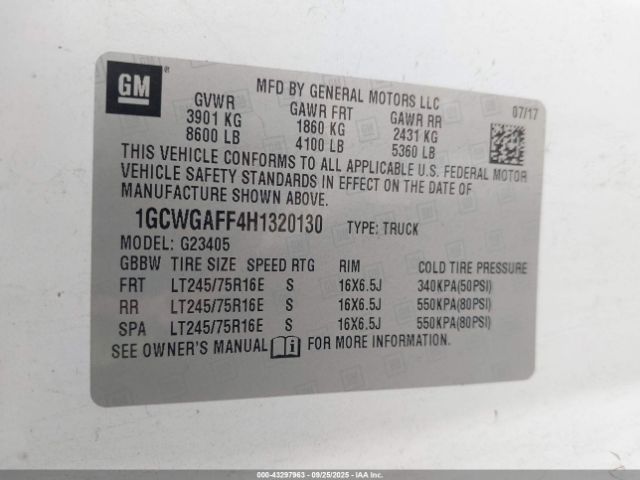 GM ®
MFD BY GENERAL MOTORS LLC
07/17
GVWR GAWR FRT GAWR RR
3901 KG 1860 KG 2431 KG
8600 LB 4100 LB 5360 LB
THIS VEHICLE CONFORMS TO ALL APPLICABLE U.S. FEDERAL MOTOR
VEHICLE SAFETY STANDARDS IN EFFECT ON THE DATE OF
MANUFACTURE SHOWN ABOVE.
1GCWGAFF4H1320130 TYPE: TRUCK
MODEL: G23405
GBBW TIRE SIZE SPEED RTG RIM COLD TIRE PRESSURE
FRT LT245/75R16E S 16X6.5J 340KPA(50PSI)
RR LT245/75R16E S 16X6.5J 550KPA(80PSI)
SPA LT245/75R16E S 16X6.5J 550KPA(80PSI)
SEE OWNER'S MANUAL FOR MORE INFORMATION.
000-43297963 - 09/25/2025 - COPYRIGHT IAA, LLC.